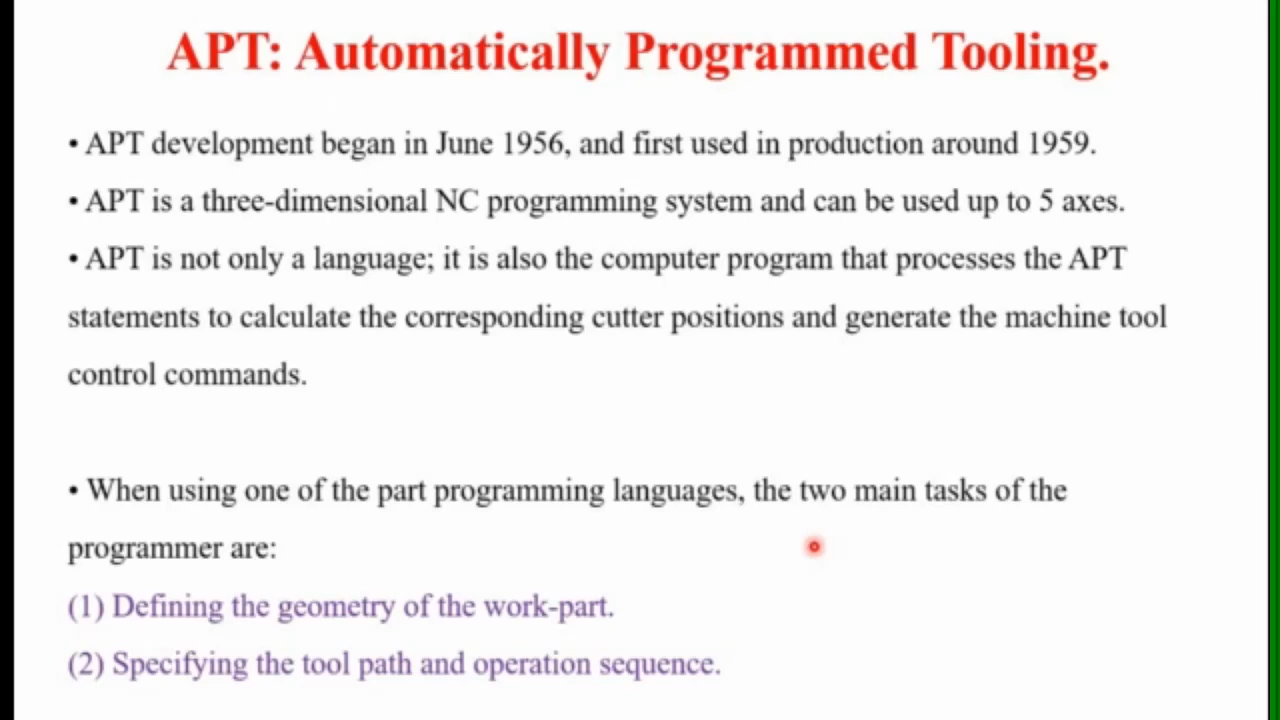 APT: Automatically Programmed Tooling.
• APT development began in June 1956, and first used in production around 1959.
• APT is a three-dimensional NC programming system and can be used up to 5 axes.
• APT is not only a language; it is also the computer program that processes the APT
statements to calculate the corresponding cutter positions and generate the machine tool
control commands.
• When using one of the part programming languages, the two main tasks of the
programmer are:
(1) Defining the geometry of the work-part.
(2) Specifying the tool path and operation sequence.